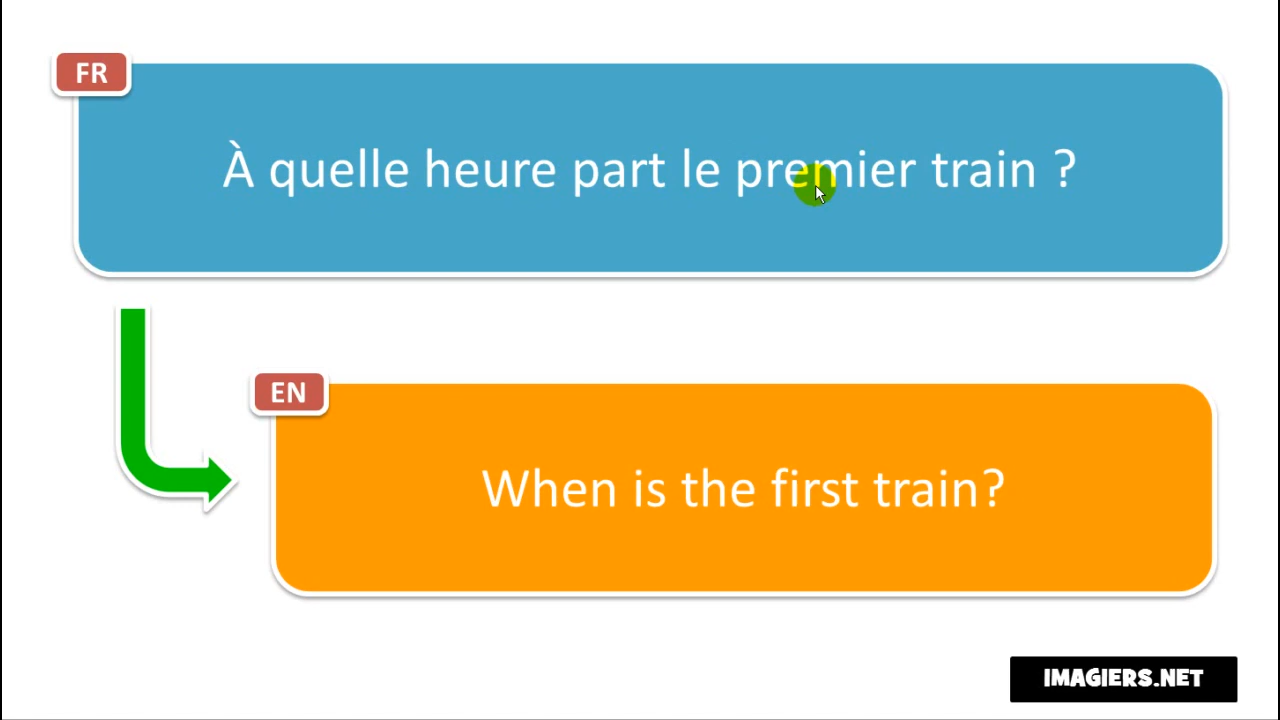 FR
À quelle heure part le premier train ?
EN
When is the first train?
IMAGIERS.NET